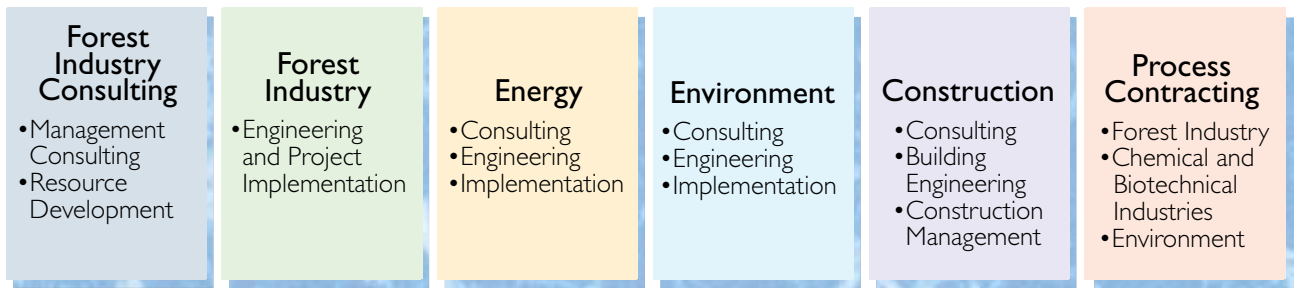 Forest
Industry
Consulting
•Management
Consulting
•Resource
Development
Forest
Industry
•Engineering
and Project
Implementation
Energy
•Consulting
•Engineering
•Implementation
Environment
•Consulting
•Engineering
•Implementation
Construction
•Consulting
•Building
Engineering
•Construction
Management
Process
Contracting
•Forest Industry
•Chemical and
Biotechnical
Industries
•Environment